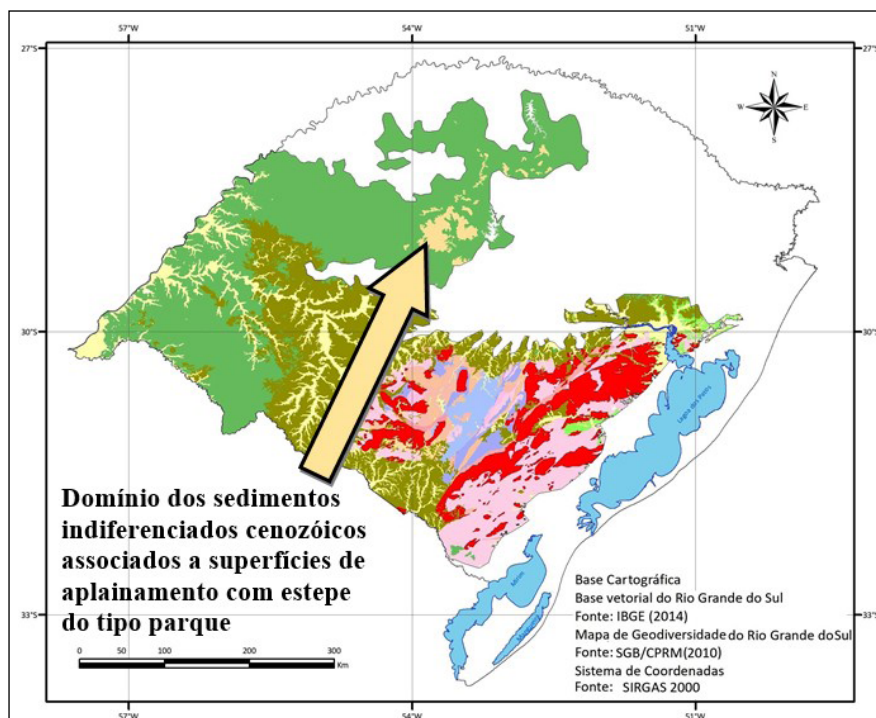 57°W 54°W 51°W
27°S 27°S
N
W E
S
30°S 30°S
Lagoa dos Patos
Domínio dos sedimentos
indiferenciados cenozóicos
associados a superfícies de
aplainamento com estepe
do tipo parque
Mirim
Mangueira
Base Cartográfica
Base vetorial do Rio Grande do Sul
Fonte: IBGE (2014)
Mapa de Geodiversidade do Rio Grande do Sul
Fonte: SGB/CPRM(2010)
Sistema de Coordenadas
Fonte: SIRGAS 2000
33°S 33°S
0 50 100 200 300
Km
57°W 54°W 51°W